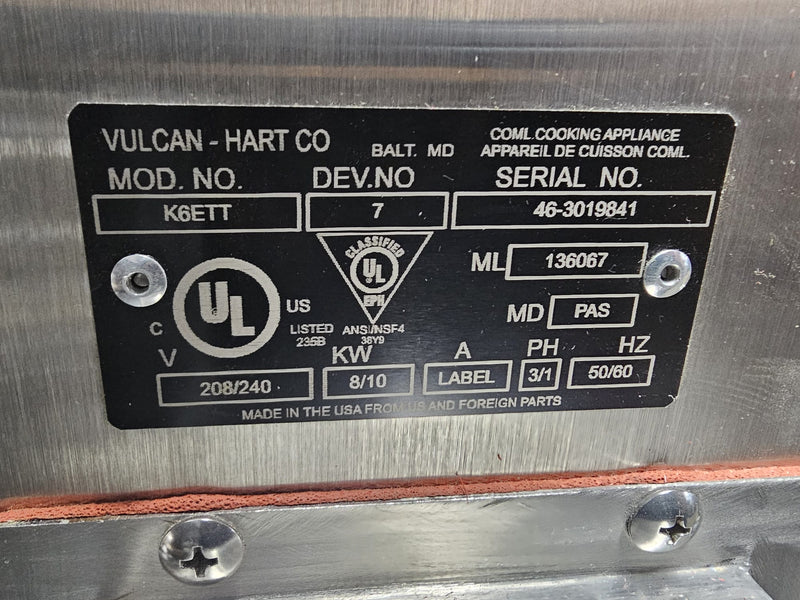 VULCAN - HART CO
BALT. MD
COML.COOKING APPLIANCE
APPAREIL DE CUISSON COML.
MOD. NO. DEV.NO SERIAL NO.
K6ETT 7 46-3019841
CLASSIFIED
UL
EPH
ML 136067
C UL US
LISTED
235B
ANSI/NSF4
38Y9
MD PAS
V KW A PH HZ
208/240 8/10 LABEL 3/1 50/60
MADE IN THE USA FROM US AND FOREIGN PARTS